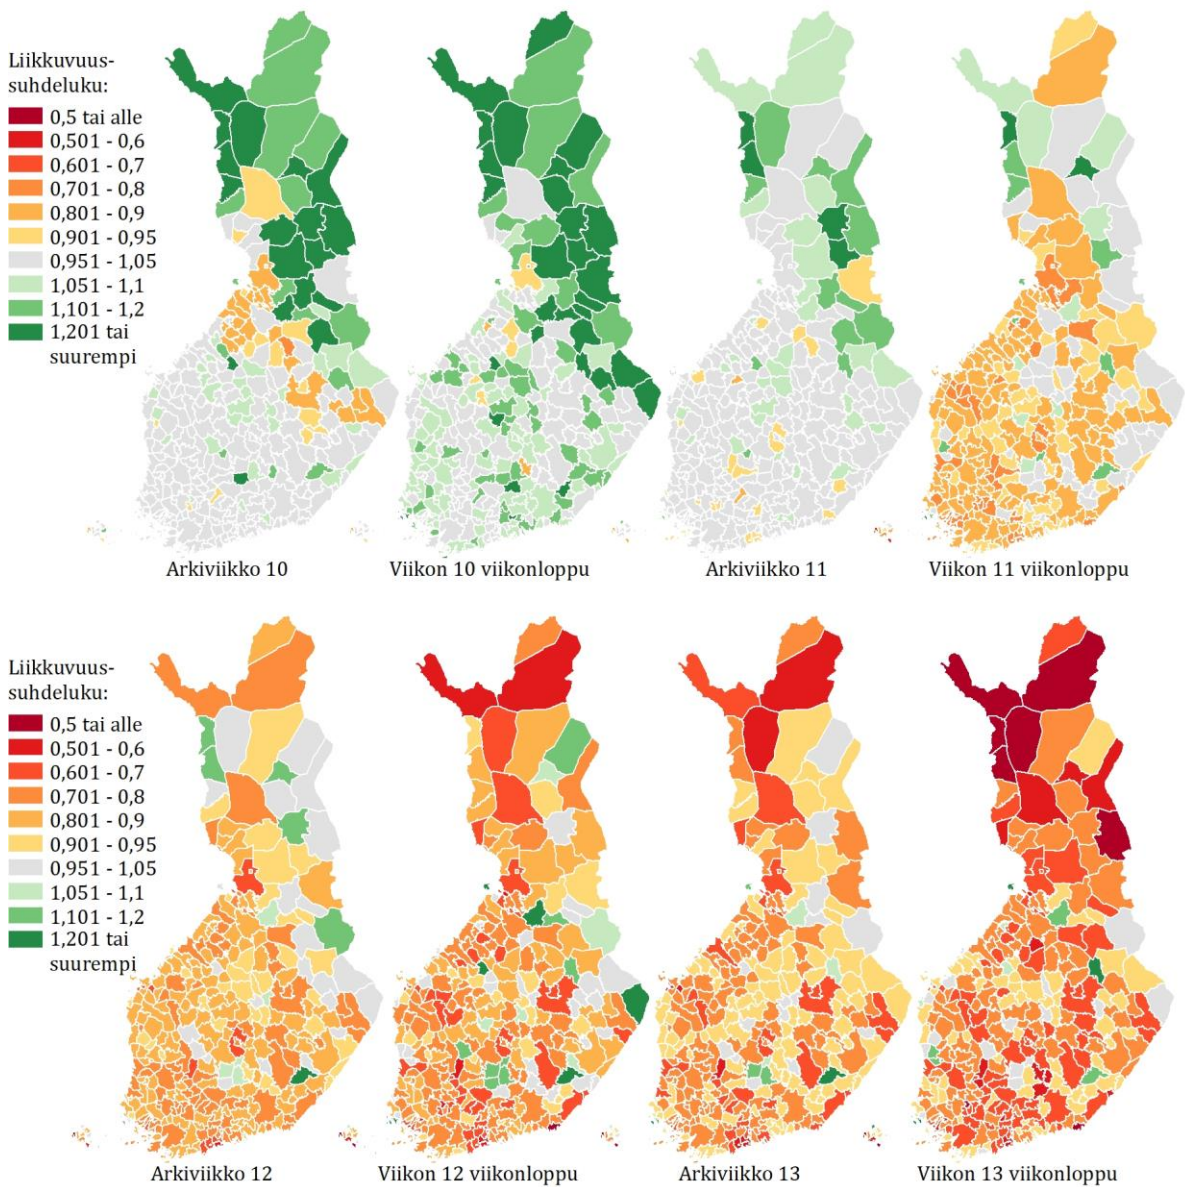 Liikkuvuus-
suhdeluku:
0,5 tai alle
0,501 - 0,6
0,601 - 0,7
0,701 - 0,8
0,801 - 0,9
0,901 - 0,95
0,951 - 1,05
1,051 - 1,1
1,101 - 1,2
1,201 tai
suurempi
Arkiviikko 10
Viikon 10 viikonloppu
Arkiviikko 11
Viikon 11 viikonloppu
Liikkuvuus-
suhdeluku:
0,5 tai alle
0,501 - 0,6
0,601 - 0,7
0,701 - 0,8
0,801 - 0,9
0,901 - 0,95
0,951 - 1,05
1,051 - 1,1
1,101 - 1,2
1,201 tai
suurempi
Arkiviikko 12
Viikon 12 viikonloppu
Arkiviikko 13
Viikon 13 viikonloppu